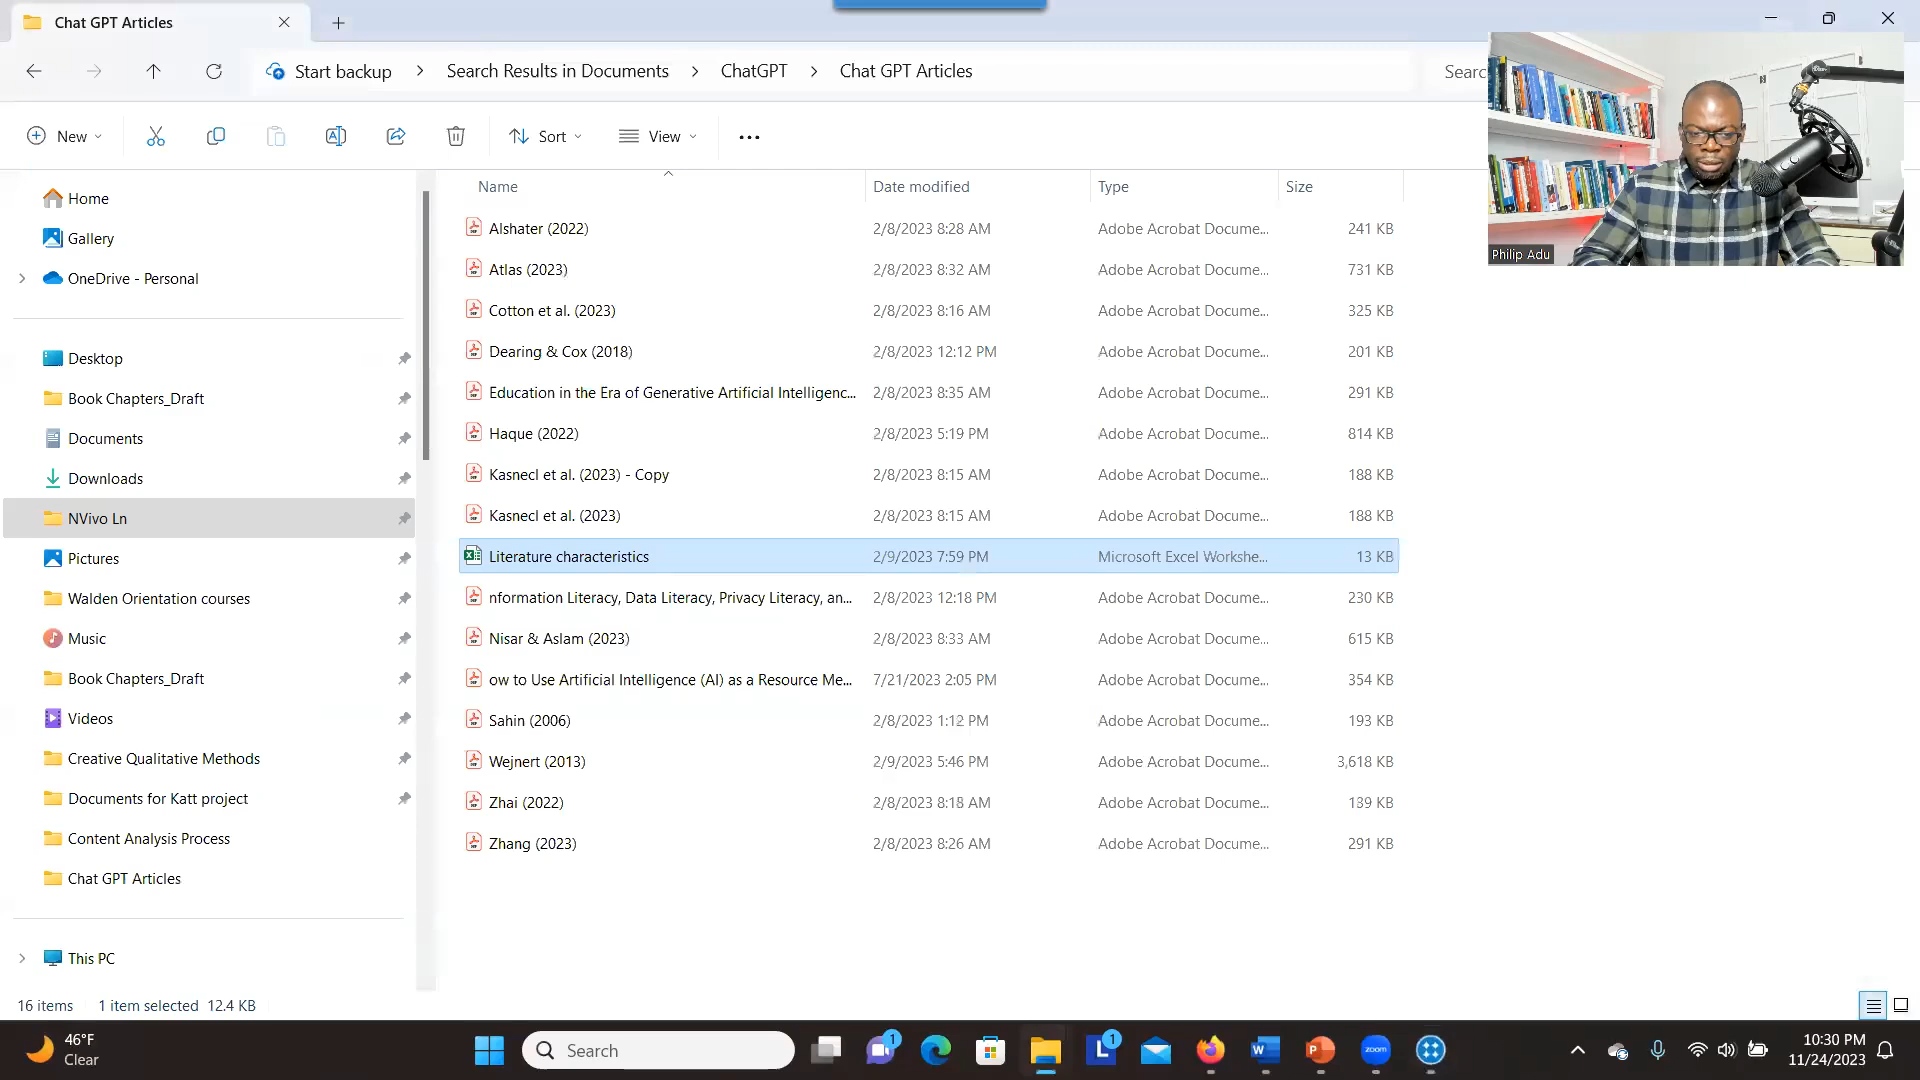 Chat GPT Articles
Start backup > Search Results in Documents > ChatGPT > Chat GPT Articles
Searc
New
Sort
View
Name Date modified Type Size
Home
Gallery
OneDrive - Personal
Desktop
Book Chapters_Draft
Documents
Downloads
NVivo Ln
Pictures
Walden Orientation courses
Music
Book Chapters_Draft
Videos
Creative Qualitative Methods
Documents for Katt project
Content Analysis Process
Chat GPT Articles
This PC
Alshater (2022) 2/8/2023 8:28 AM Adobe Acrobat Docume... 241 KB
Atlas (2023) 2/8/2023 8:32 AM Adobe Acrobat Docume... 731 KB
Cotton et al. (2023) 2/8/2023 8:16 AM Adobe Acrobat Docume... 325 KB
Dearing & Cox (2018) 2/8/2023 12:12 PM Adobe Acrobat Docume... 201 KB
Education in the Era of Generative Artificial Intelligenc... 2/8/2023 8:35 AM Adobe Acrobat Docume... 291 KB
Haque (2022) 2/8/2023 5:19 PM Adobe Acrobat Docume... 814 KB
Kasnecl et al. (2023) - Copy 2/8/2023 8:15 AM Adobe Acrobat Docume... 188 KB
Kasnecl et al. (2023) 2/8/2023 8:15 AM Adobe Acrobat Docume... 188 KB
Literature characteristics 2/9/2023 7:59 PM Microsoft Excel Workshe... 13 KB
nformation Literacy, Data Literacy, Privacy Literacy, an... 2/8/2023 12:18 PM Adobe Acrobat Docume... 230 KB
Nisar & Aslam (2023) 2/8/2023 8:33 AM Adobe Acrobat Docume... 615 KB
ow to Use Artificial Intelligence (AI) as a Resource Me... 7/21/2023 2:05 PM Adobe Acrobat Docume... 354 KB
Sahin (2006) 2/8/2023 1:12 PM Adobe Acrobat Docume... 193 KB
Wejnert (2013) 2/9/2023 5:46 PM Adobe Acrobat Docume... 3,618 KB
Zhai (2022) 2/8/2023 8:18 AM Adobe Acrobat Docume... 189 KB
Zhang (2023) 2/8/2023 8:26 AM Adobe Acrobat Docume... 291 KB
Philip Adu
16 items 1 item selected 12.4 KB
46°F
Clear
Search
1
L 1
W
P
zoom
10:30 PM
11/24/2023